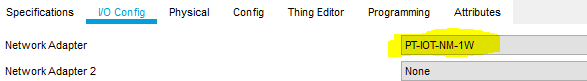 Specifications I/O Config Physical Config Thing Editor Programming Attributes
Network Adapter PT-IOT-NM-1W
Network Adapter 2 None